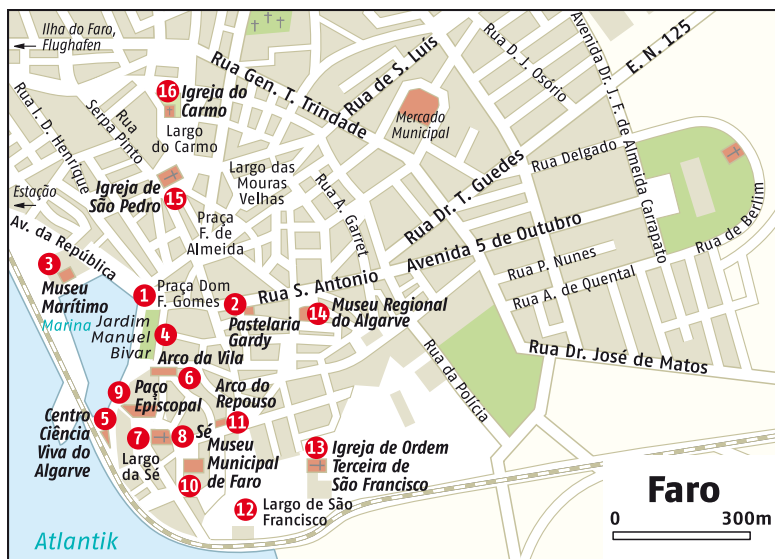 Ilha do Faro,
Flughafen
Rua Gen. T. Trindade
Rua de S. Luis
Rua D. J. Osório
Avenida Dr. J. F. de Almeida Carrapato
E. N. 125
16 Igreja do
Carmo
Largo
do Carmo
Rua
Serpa Pinto
Rua I. D. Henrique
Mercado
Municipal
Estação
Igreja de
São Pedro
15
Largo das
Mouras
Velhas
Rua A. Garret
Rua Dr. T. Guedes
Rua Delgado
Rua de Berlim
Praça
F. de
Almeida
Avenida 5 de Outubro
Rua P. Nunes
Rua A. de Quental
Av. da República
3
Museu
Marítimo
Marina
1 Praça Dom
F. Gomes
Rua S. Antonio
2
Pastelaria
Gardy
14 Museu Regional
do Algarve
Jardim
Manuel
Bivar
4
Arco da Vila
6
Rua da Polícia
Rua Dr. José de Matos
9 Paço
Episcopal
Arco do
Repouso
11
5
Centro
Ciência
Viva do
Algarve
7
Largo
da Sé
8 Sé
Museu
Municipal
de Faro
10
13 Igreja de Ordem
Terceira de
São Francisco
12 Largo de São
Francisco
Atlantik
Faro
0 300m